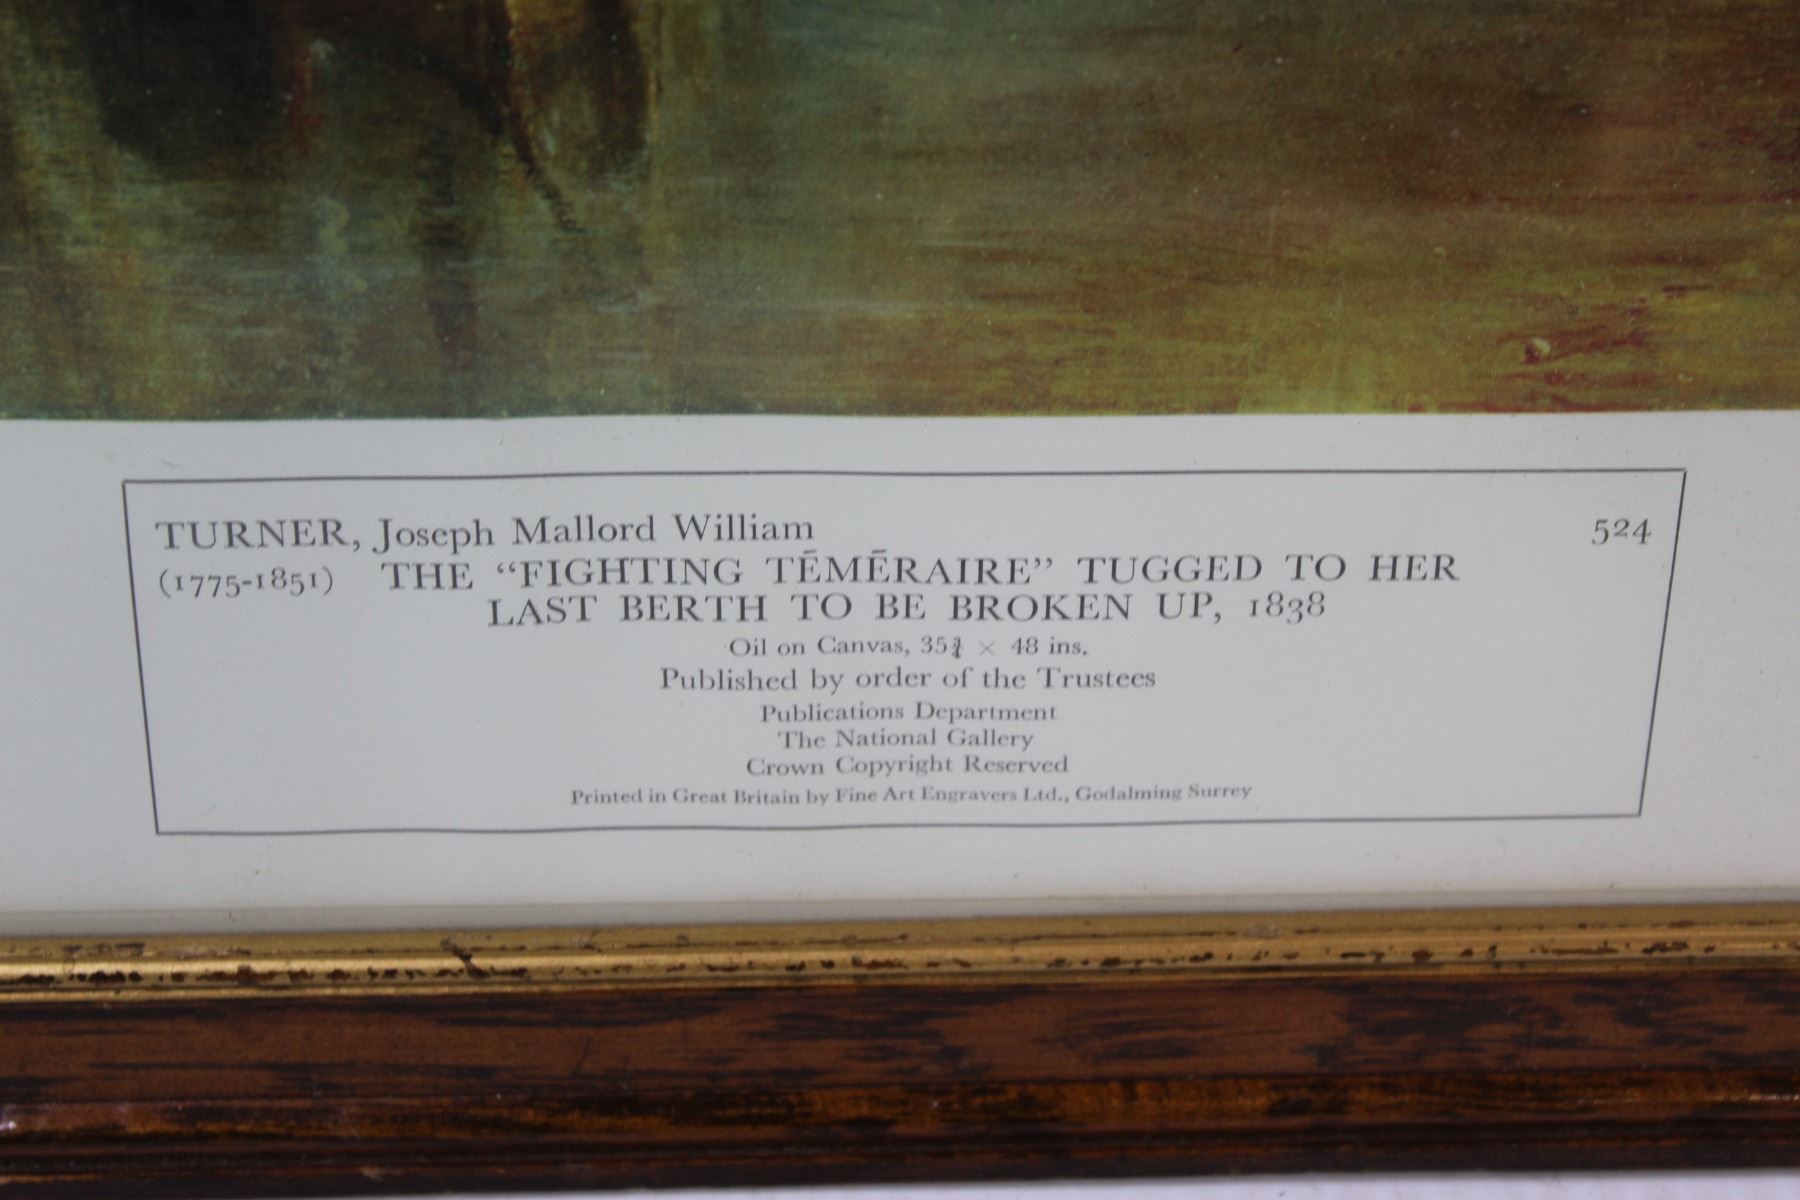 TURNER, Joseph Mallord William 524
(1775-1851) THE “FIGHTING TĒMĒRAIRE” TUGGED TO HER
LAST BERTH TO BE BROKEN UP, 1838
Oil on Canvas, 35¾ × 48 ins.
Published by order of the Trustees
Publications Department
The National Gallery
Crown Copyright Reserved
Printed in Great Britain by Fine Art Engravers Ltd., Godalming Surrey